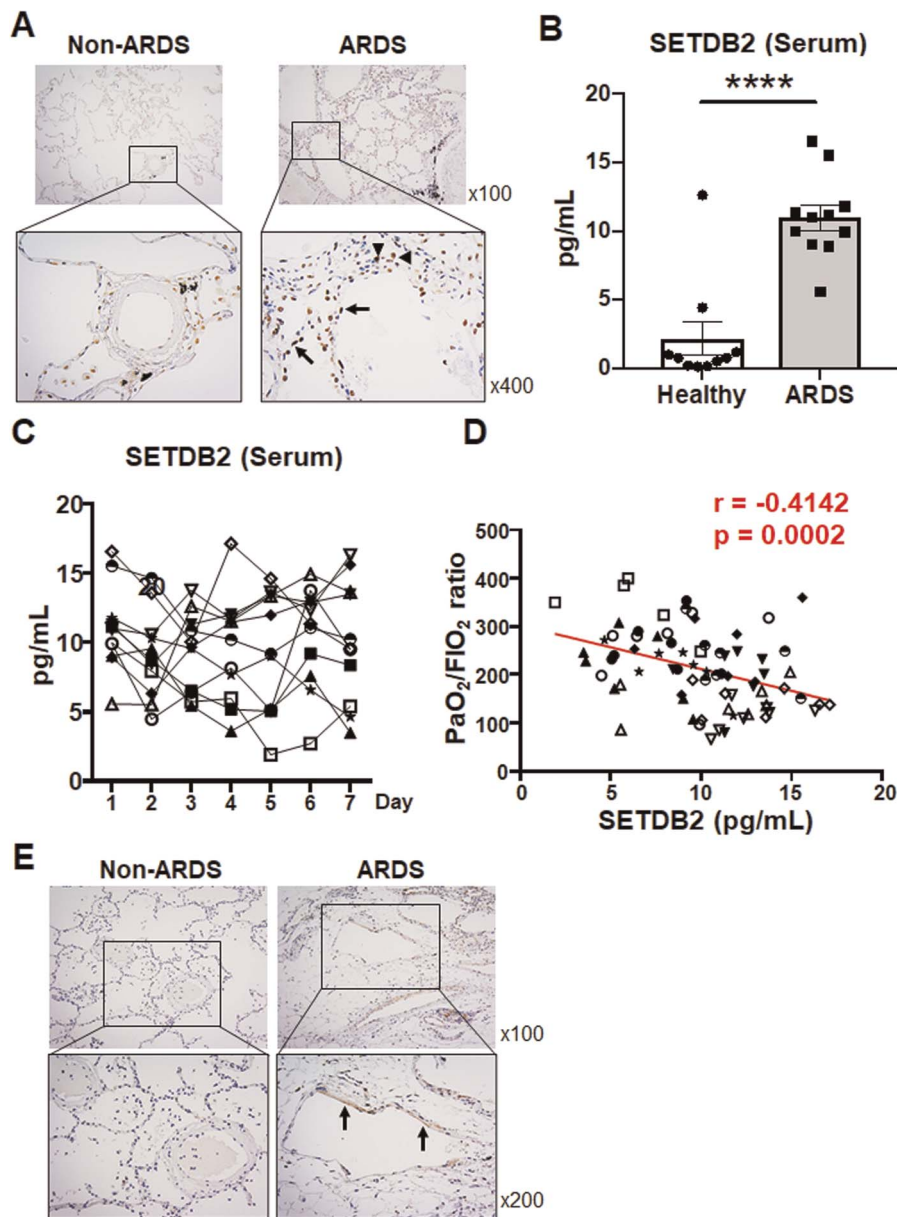 A
Non-ARDS
ARDS
x100
x400
B
SETDB2 (Serum)
****
pg/mL
20
15
10
5
0
Healthy
ARDS
C
SETDB2 (Serum)
pg/mL
20
15
10
5
0
20
1 2 3 4 5 6 7 Day
D
r = -0.4142
p = 0.0002
PaO₂/FIO₂ ratio
500
400
300
200
100
0
0 5 10 15 20
SETDB2 (pg/mL)
E
Non-ARDS
ARDS
x100
x200